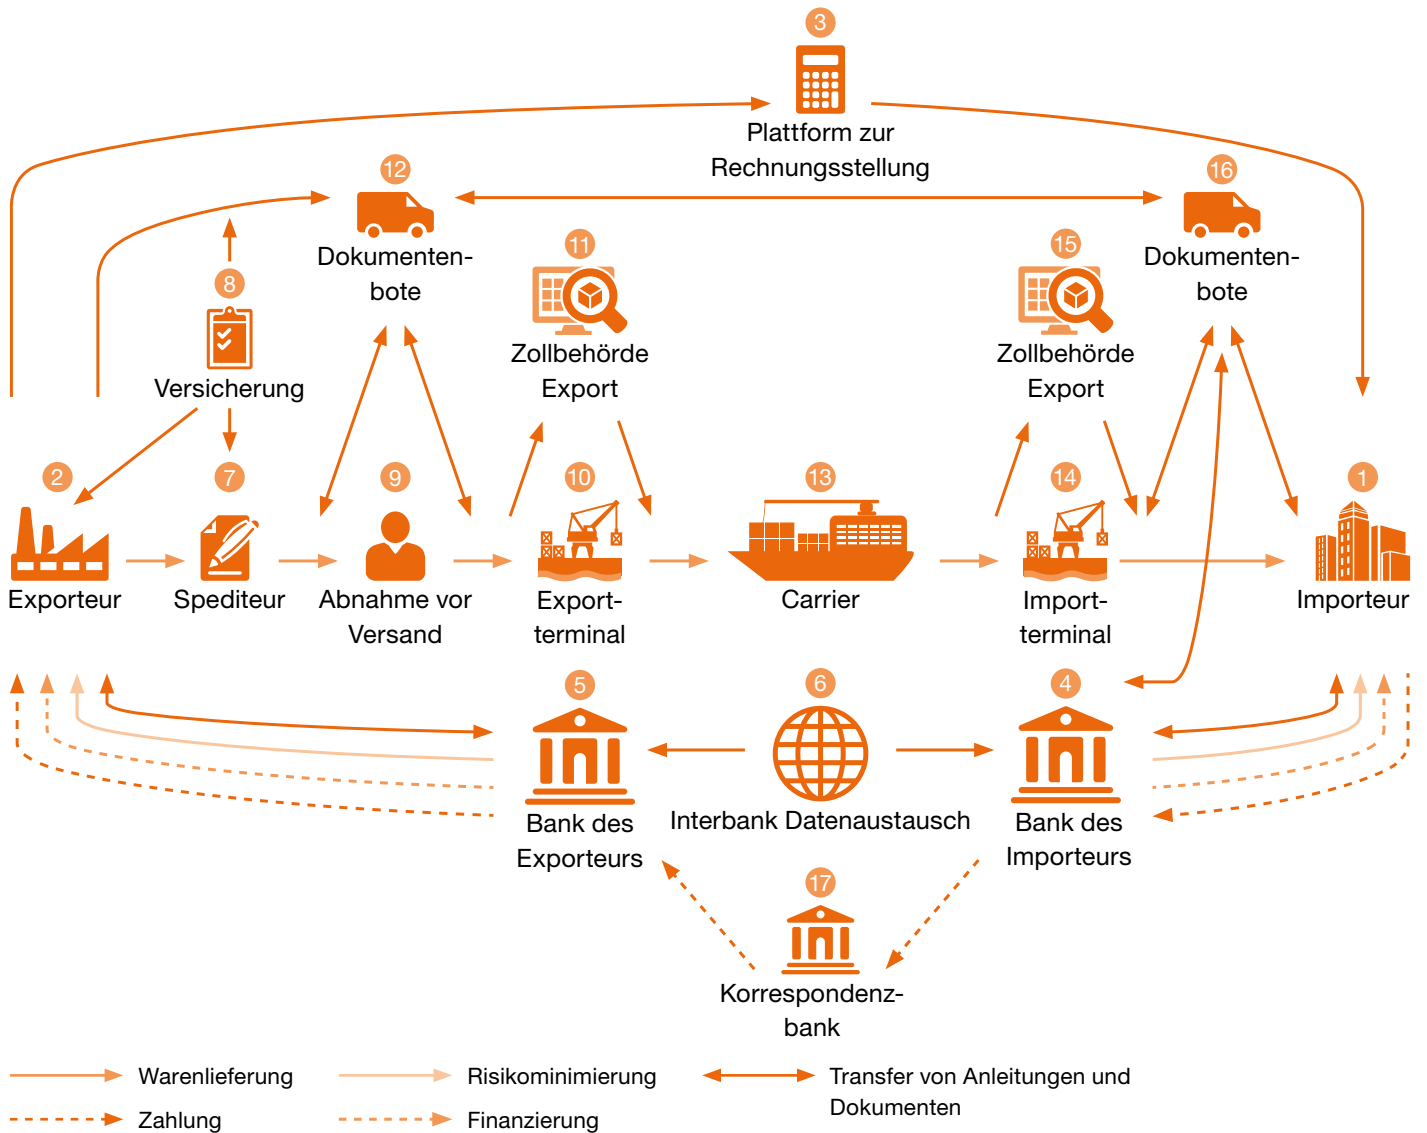 3
Plattform zur
Rechnungsstellung
12
Dokumenten-
bote
16
Dokumenten-
bote
11
Zollbehörde
Export
15
Zollbehörde
Export
8
Versicherung
2
Exporteur
7
Spediteur
9
Abnahme vor
Versand
10
Export-
terminal
13
Carrier
14
Import-
terminal
1
Importeur
5
Bank des
Exporteurs
6
Interbank Datenaustausch
4
Bank des
Importeurs
17
Korrespondenz-
bank
Warenlieferung
Risikominimierung
Transfer von Anleitungen und
Dokumenten
Zahlung
Finanzierung